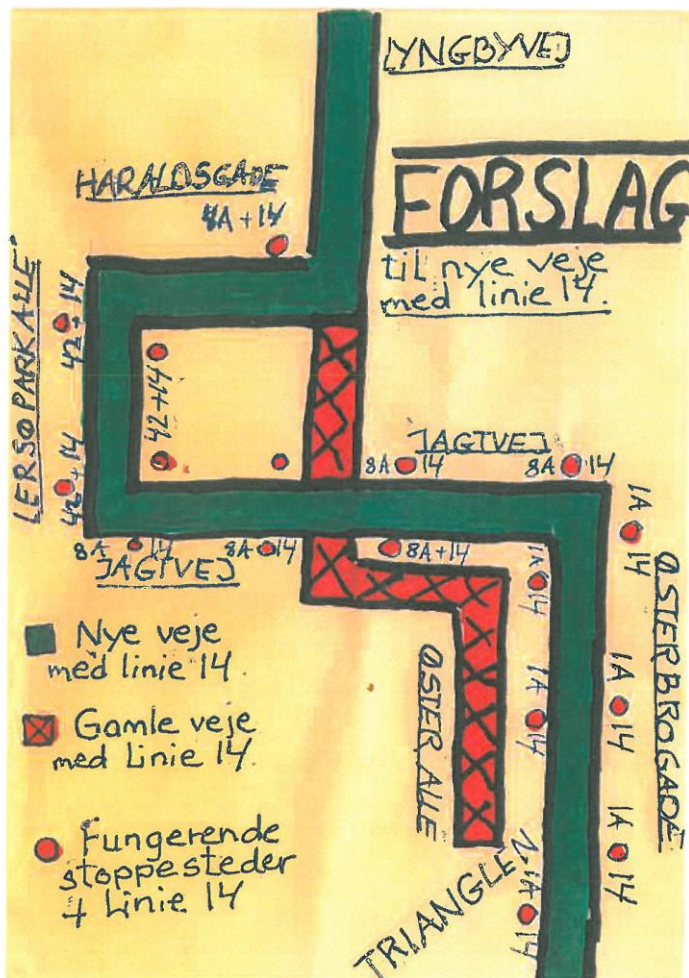 LYNGBYVEJ
HARALDSGADE
8A + 14
FORSLAG
til nye veje
med linie 14.
LERSØPARKALLE
42 + 14
42 + 14
42 + 14
JAGTVEJ
8A 14
8A 14
1A 14
8A 14
8A 14
8A + 14
1A 14
JAGTVEJ
ØSTERBROGADE
Nye veje
med linie 14.
1A 14
1A 14
Gamle veje
med Linie 14.
ØSTER ALLE
Fungerende
stoppesteder
+ Linie 14
1A 14
TRIANGLEN
1A 14